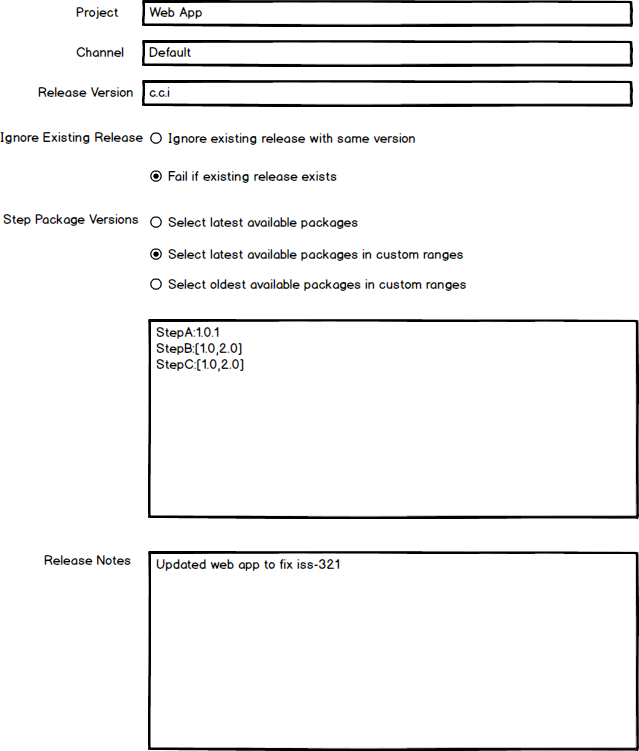 Project Web App
Channel Default
Release Version c.c.i
Ignore Existing Release Ignore existing release with same version
Fail if existing release exists
Step Package Versions Select latest available packages
Select latest available packages in custom ranges
Select oldest available packages in custom ranges
StepA:1.0.1
StepB:[1.0,2.0]
StepC:[1.0,2.0]
Release Notes Updated web app to fix iss-321